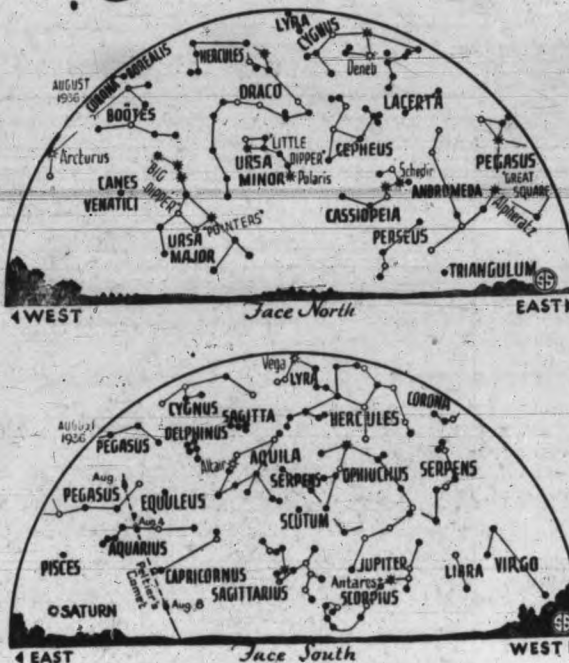 LYRA
CYGNUS
HERCULES
Deneb
CORONA BOREALIS
AUGUST
1936
DRACO
LACERTA
BOÖTES
"LITTLE
DIPPER"
URSA
MINOR
Polaris
CEPHEUS
PEGASUS
"GREAT
SQUARE"
Arcturus
"BIG
DIPPER"
CANES
VENATICI
Schedir
CASSIOPEIA
ANDROMEDA
Alpheratz
"POINTERS"
URSA
MAJOR
PERSEUS
TRIANGULUM
SS
WEST
Face North
EAST
Vega
LYRA
CYGNUS
SAGITTA
HERCULES
CORONA
AUGUST
1936
PEGASUS
DELPHINUS
Altair
AQUILA
SERPENS
OPHIUCHUS
SERPENS
Aug. 
PEGASUS
EQUULEUS
SCUTUM
Aug. 4
AQUARIUS
PISCES
Peltier's
Comet
CAPRICORNUS
SAGITTARIUS
JUPITER
Antares
SCORPIUS
LIBRA
VIRGO
SATURN
Aug. 8
SS
EAST
Face South
WEST